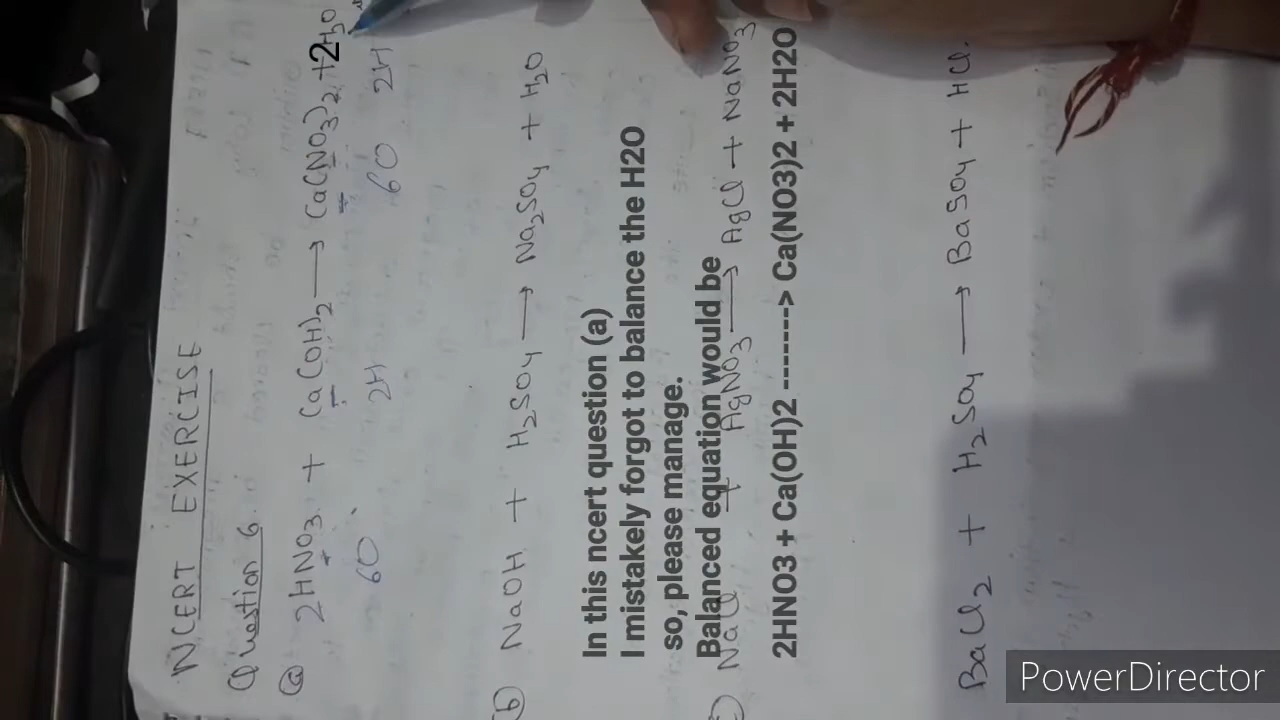 NCERT EXERCISE
Question 6.
(a) 2HNO3 + Ca(OH)2 → Ca(NO3)2 + 2H2O
6O 2H 6O 2H
(b) NaOH + H2SO4 → Na2SO4 + H2O
In this ncert question (a)
I mistakely forgot to balance the H2O
so, please manage.
Balanced equation would be
NaCl + AgNO3 → AgCl + NaNO3
2HNO3 + Ca(OH)2 -------> Ca(NO3)2 + 2H2O
BaCl2 + H2SO4 → BaSO4 + HCl.
PowerDirector